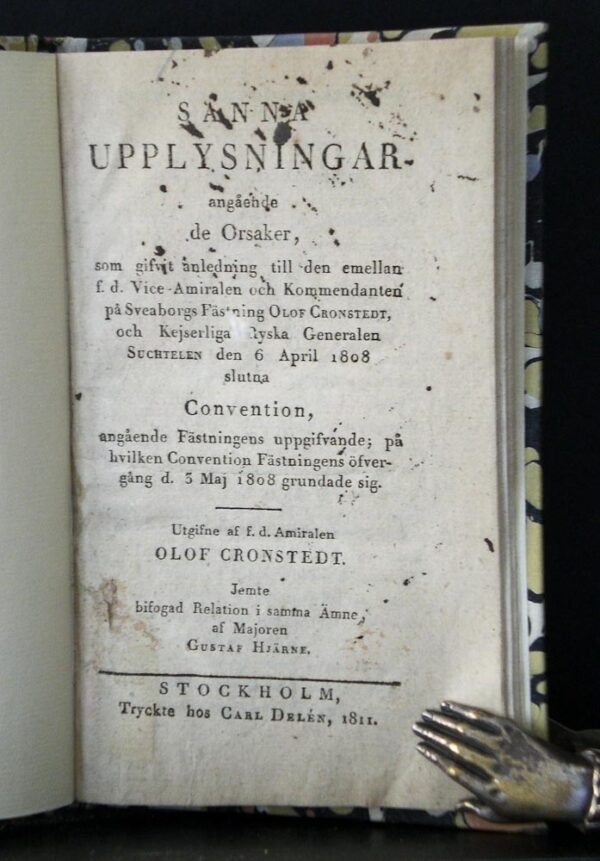 SANNA
UPPLYSNINGAR
angående
de Orsaker,
som gifvit anledning till den emellan
f. d. Vice-Amiralen och Kommendanten
på Sveaborgs Fästning OLOF CRONSTEDT,
och Kejserliga Ryska Generalen
SUCHTELEN den 6 April 1808
slutna
Convention,
angående Fästningens uppgifvande; på
hvilken Convention Fästningens öfver-
gång d. 3 Maj 1808 grundade sig.
Utgifne af f. d. Amiralen
OLOF CRONSTEDT.
Jemte
bifogad Relation i samma Ämne,
af Majoren
GUSTAF HJÄRNE.
STOCKHOLM,
Tryckte hos CARL DELÉN, 1811.